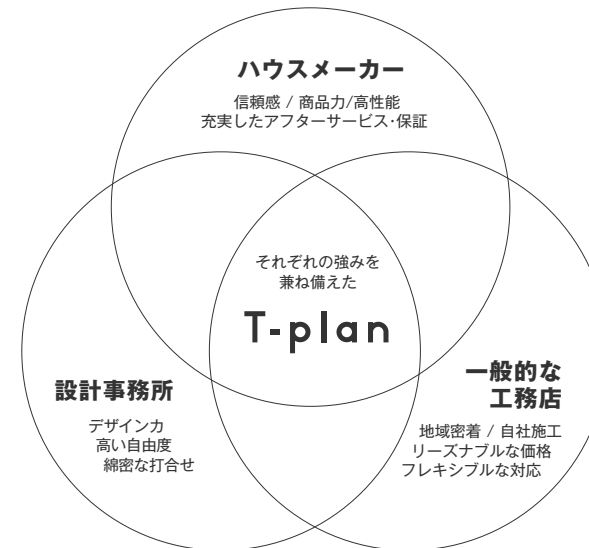 ハウスメーカー
信頼感 / 商品力/高性能
充実したアフターサービス・保証
それぞれの強みを
兼ね備えた
T-plan
設計事務所
デザイン力
高い自由度
綿密な打合せ
一般的な
工務店
地域密着 / 自社施工
リーズナブルな価格
フレキシブルな対応